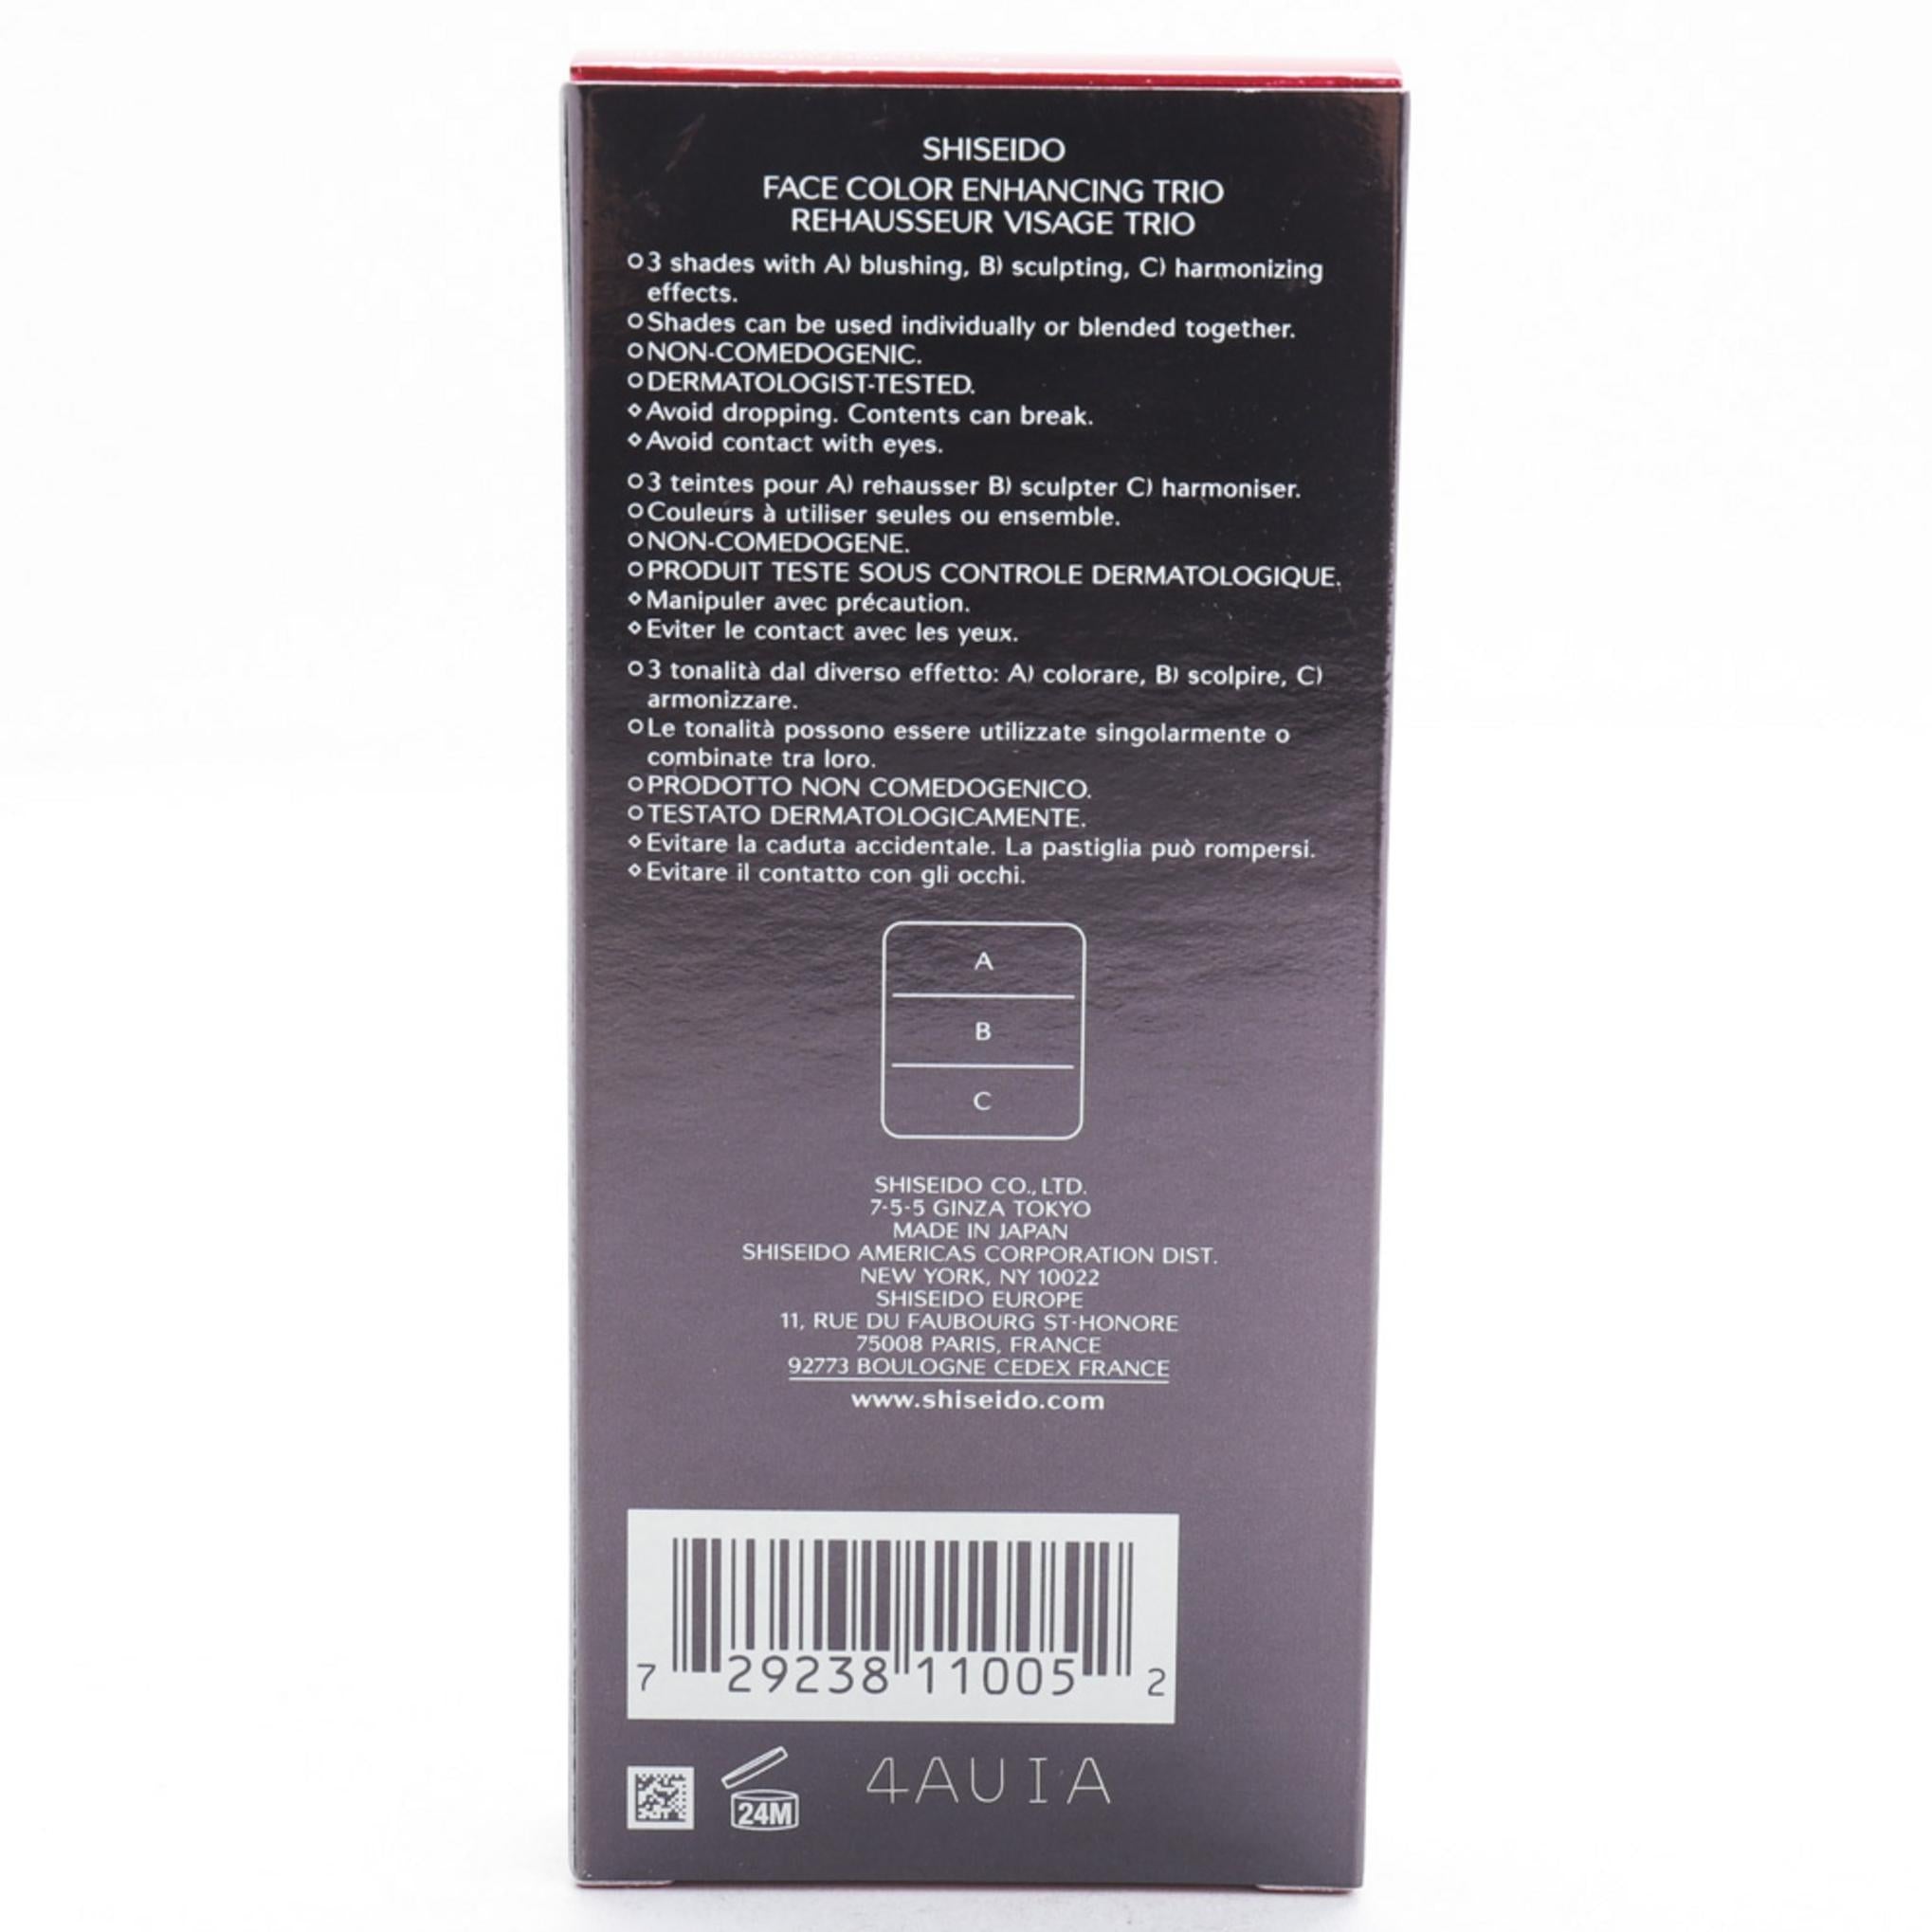 SHISEIDO
FACE COLOR ENHANCING TRIO
REHAUSSEUR VISAGE TRIO
○3 shades with A) blushing, B) sculpting, C) harmonizing
effects.
○Shades can be used individually or blended together.
○NON-COMEDOGENIC.
○DERMATOLOGIST-TESTED.
◇Avoid dropping. Contents can break.
◇Avoid contact with eyes.
○3 teintes pour A) rehausser B) sculpter C) harmoniser.
○Couleurs à utiliser seules ou ensemble.
○NON-COMEDOGENE.
○PRODUIT TESTE SOUS CONTROLE DERMATOLOGIQUE.
◇Manipuler avec précaution.
◇Eviter le contact avec les yeux.
○3 tonalità dal diverso effetto: A) colorare, B) scolpire, C)
armonizzare.
○Le tonalità possono essere utilizzate singolarmente o
combinate tra loro.
○PRODOTTO NON COMEDOGENICO.
○TESTATO DERMATOLOGICAMENTE.
◇Evitare la caduta accidentale. La pastiglia può rompersi.
◇Evitare il contatto con gli occhi.
A
B
C
SHISEIDO CO., LTD.
7-5-5 GINZA TOKYO
MADE IN JAPAN
SHISEIDO AMERICAS CORPORATION DIST.
NEW YORK, NY 10022
SHISEIDO EUROPE
11, RUE DU FAUBOURG ST-HONORE
75008 PARIS, FRANCE
92773 BOULOGNE CEDEX FRANCE
www.shiseido.com
7 29238 11005 2
24M
4AUIA